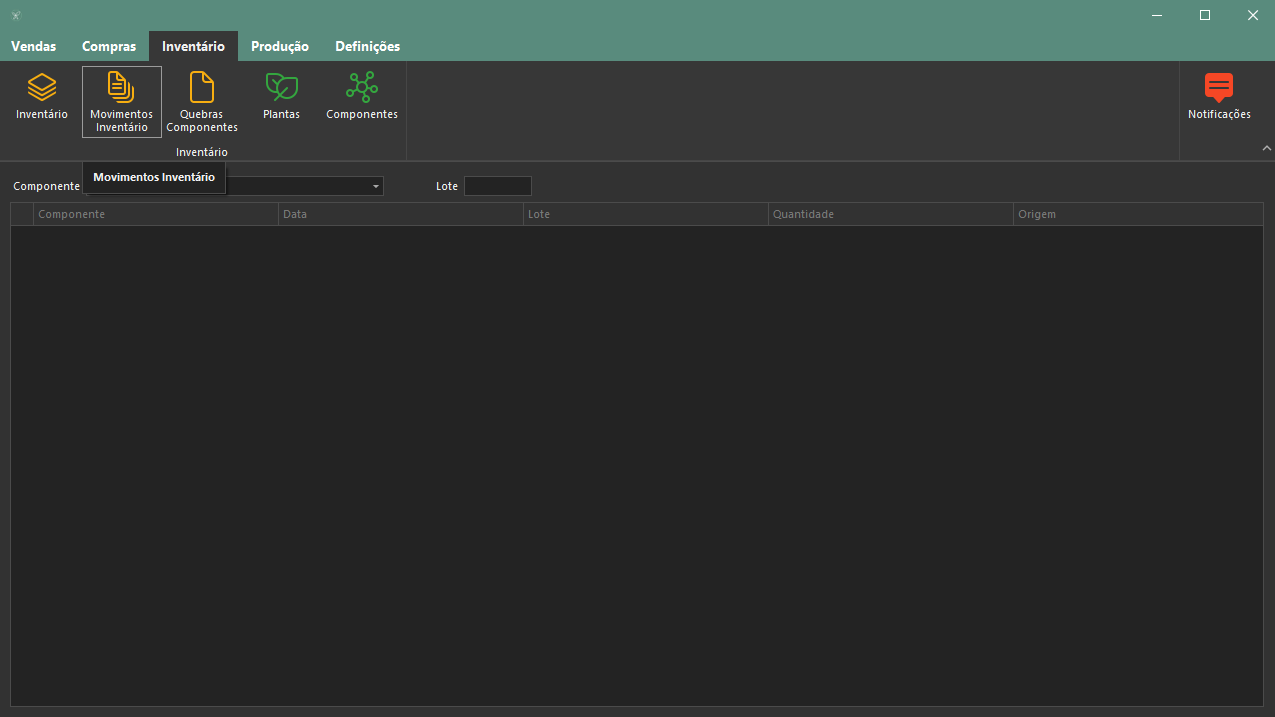 Vendas Compras Inventário Produção Definições
Inventário
Movimentos
Inventário
Quebras
Componentes
Plantas
Componentes
Notificações
Inventário
Movimentos Inventário
Componente
Lote
Componente Data Lote Quantidade Origem